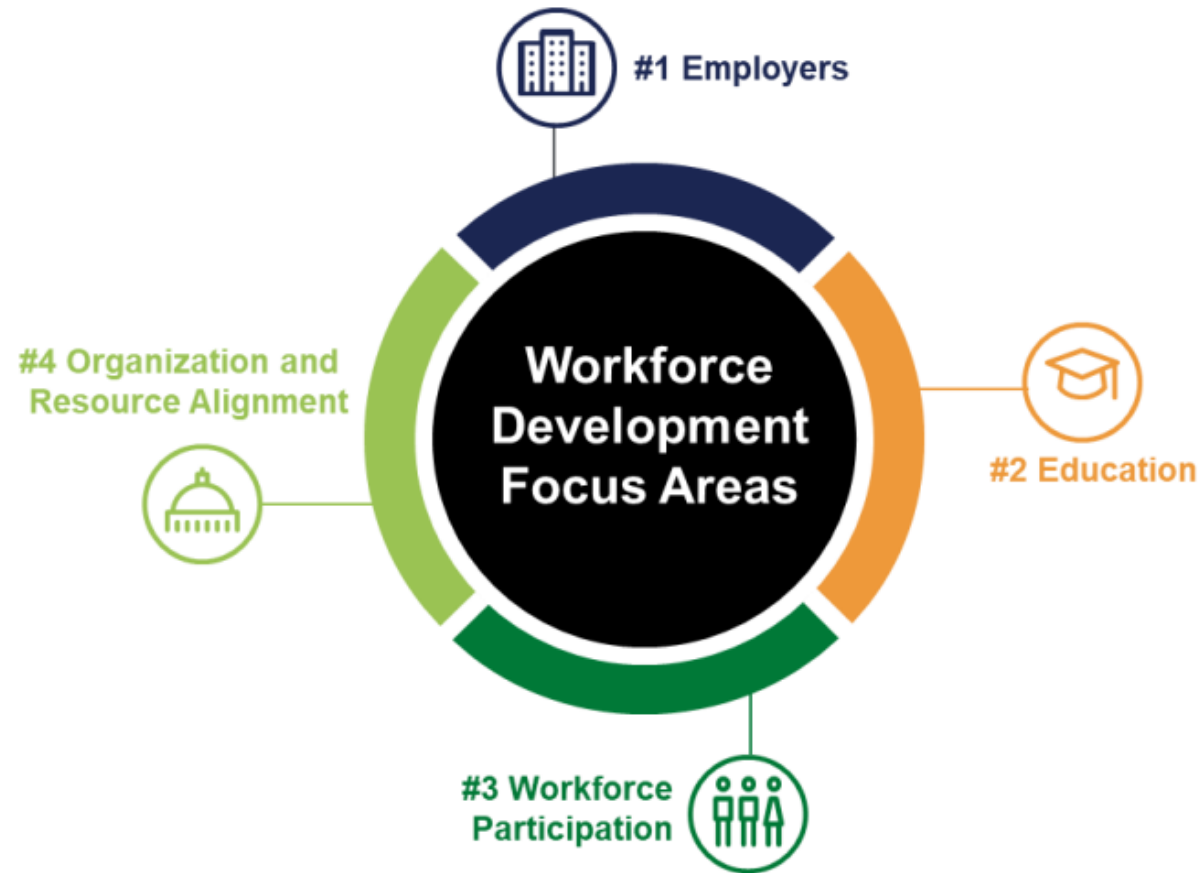 #1 Employers
Workforce
Development
Focus Areas
#2 Education
#3 Workforce
Participation
#4 Organization and
Resource Alignment